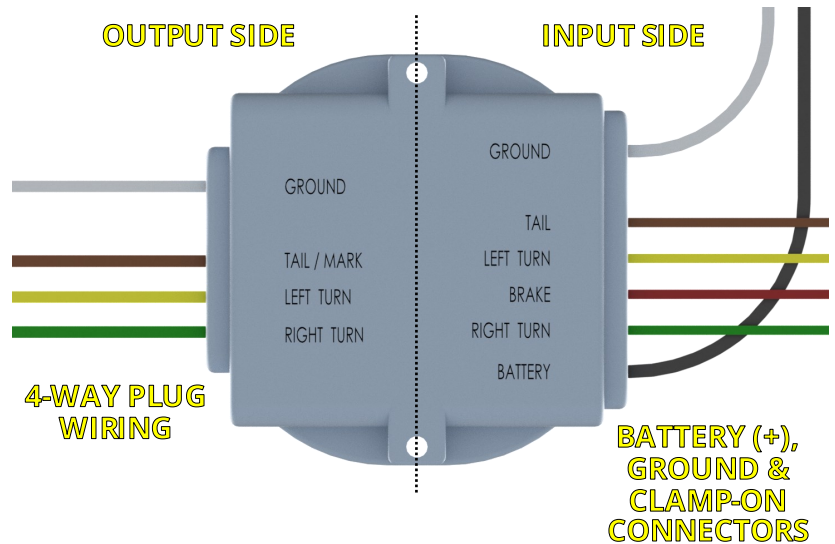 OUTPUT SIDE
INPUT SIDE
GROUND
TAIL / MARK
LEFT TURN
RIGHT TURN
GROUND
TAIL
LEFT TURN
BRAKE
RIGHT TURN
BATTERY
4-WAY PLUG
WIRING
BATTERY (+),
GROUND &
CLAMP-ON
CONNECTORS